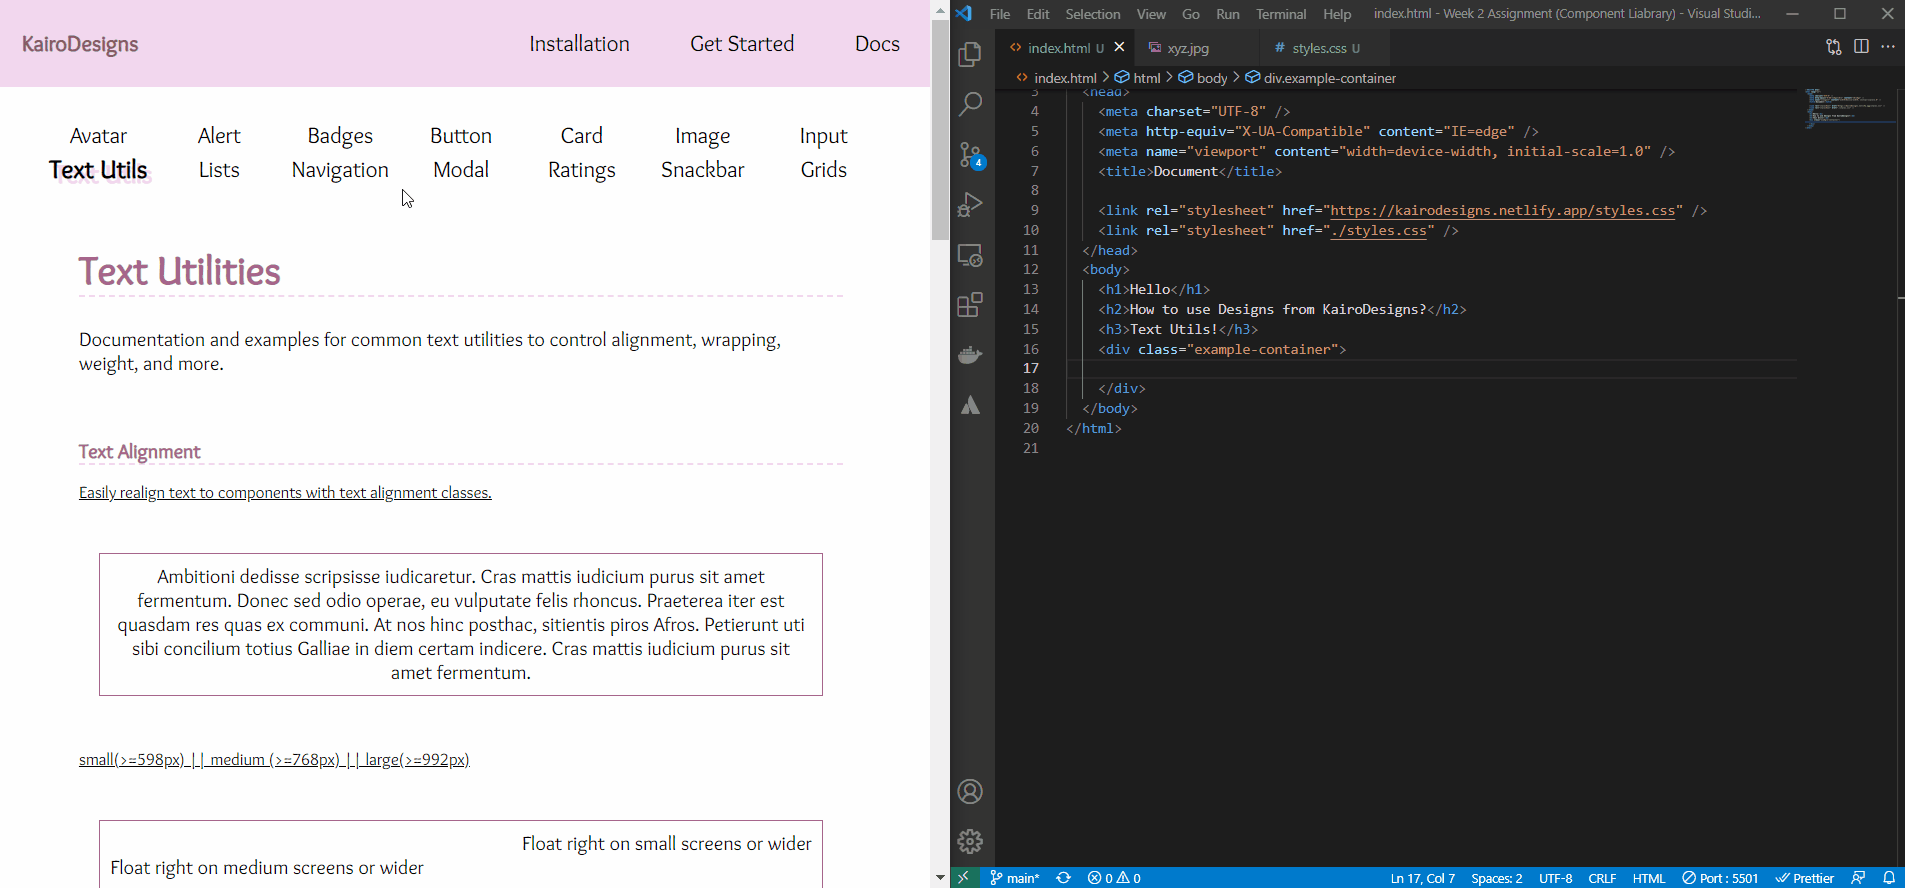 KairoDesigns Installation Get Started Docs
Avatar Alert Badges Button Card Image Input
Text Utils Lists Navigation Modal Ratings Snackbar Grids
Text Utilities
Documentation and examples for common text utilities to control alignment, wrapping,
weight, and more.
Text Alignment
Easily realign text to components with text alignment classes.
Ambitioni dedisse scripsisse iudicaretur. Cras mattis iudicium purus sit amet
fermentum. Donec sed odio operae, eu vulputate felis rhoncus. Praeterea iter est
quasdam res quas ex communi. At nos hinc posthac, sitientis piros Afros. Petierunt uti
sibi concilium totius Galliae in diem certam indicere. Cras mattis iudicium purus sit
amet fermentum.
small(>=598px) || medium (>=768px) || large(>=992px)
Float right on small screens or wider
Float right on medium screens or wider
File Edit Selection View Go Run Terminal Help index.html - Week 2 Assignment (Component Liabrary) - Visual Studi...
index.html U xyz.jpg # styles.css U
index.html > html > body > div.example-container
3 <head>
4 <meta charset="UTF-8" />
5 <meta http-equiv="X-UA-Compatible" content="IE=edge" />
6 <meta name="viewport" content="width=device-width, initial-scale=1.0" />
7 <title>Document</title>
8
9 <link rel="stylesheet" href="https://kairodesigns.netlify.app/styles.css" />
10 <link rel="stylesheet" href="./styles.css" />
11 </head>
12 <body>
13 <h1>Hello</h1>
14 <h2>How to use Designs from KairoDesigns?</h2>
15 <h3>Text Utils!</h3>
16 <div class="example-container">
17
18 </div>
19 </body>
20 </html>
21
4
main* 0 0 Ln 17, Col 7 Spaces: 2 UTF-8 CRLF HTML Port : 5501 Prettier